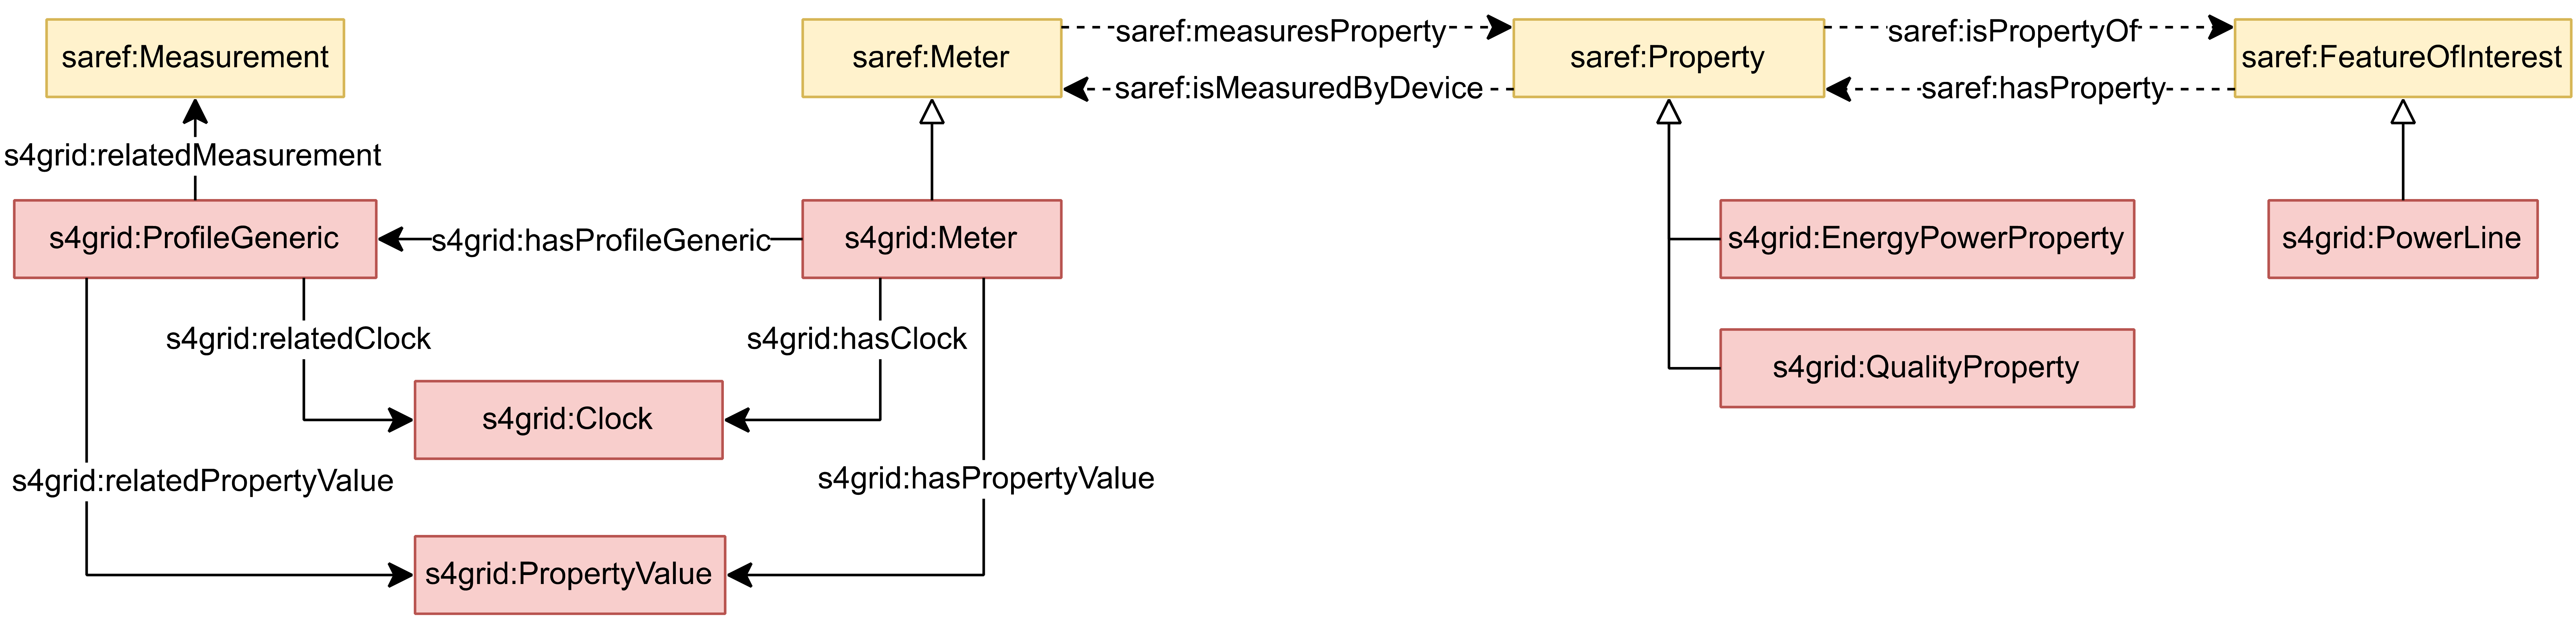 saref:Measurement
saref:Meter
saref:measuresProperty
saref:isMeasuredByDevice
saref:Property
saref:isPropertyOf
saref:hasProperty
saref:FeatureOfInterest
s4grid:relatedMeasurement
s4grid:ProfileGeneric
s4grid:hasProfileGeneric
s4grid:Meter
s4grid:EnergyPowerProperty
s4grid:PowerLine
s4grid:relatedClock
s4grid:hasClock
s4grid:QualityProperty
s4grid:Clock
s4grid:relatedPropertyValue
s4grid:hasPropertyValue
s4grid:PropertyValue